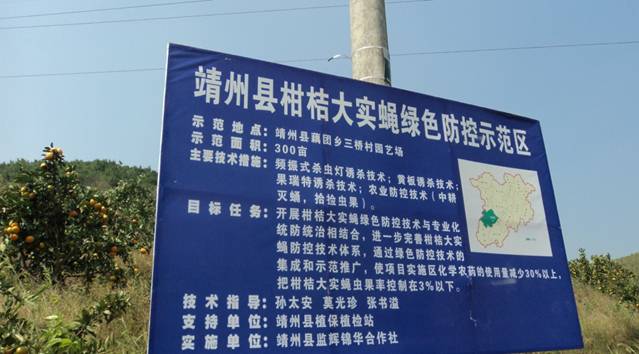 靖州县柑桔大实蝇绿色防控示范区
示范地点：靖州县藕团乡三桥村园艺场
示范面积：300亩
主要技术措施：频振式杀虫灯诱杀技术；黄板诱杀技术；
果瑞特诱杀技术；农业防控技术（中耕
灭蛹，拾捡虫果）。
目标任务：开展柑桔大实蝇绿色防控技术与专业化
统防统治相结合，进一步完善柑桔大实
蝇防控技术体系，通过绿色防控技术的
集成和示范推广，使项目实施区化学农药的使用量减少30%以上，
把柑桔大实蝇虫果率控制在3%以下。
技术指导：孙太安 莫光珍 张书溢
支持单位：靖州县植保植检站
实施单位：靖州县监辉锦华合作社